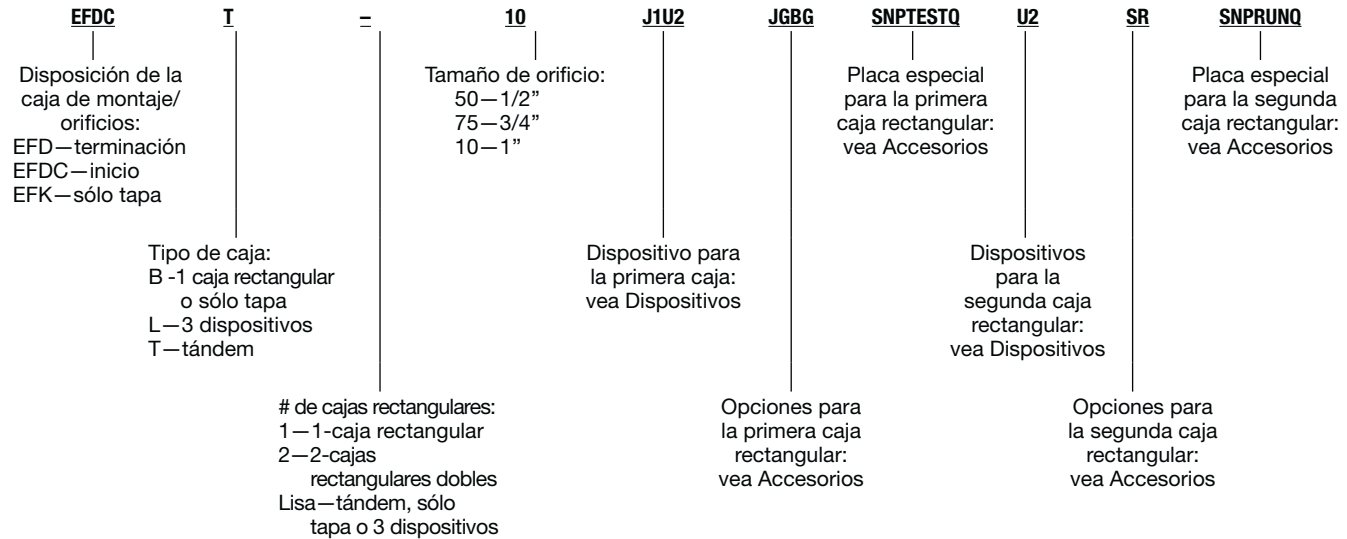 EFDC T – 10 J1U2 JGBG SNPTESTQ U2 SR SNPRUNQ
Disposición de la
caja de montaje/
orificios:
EFD—terminación
EFDC—inicio
EFK—sólo tapa
Tipo de caja:
B -1 caja rectangular
o sólo tapa
L—3 dispositivos
T—tándem
# de cajas rectangulares:
1—1-caja rectangular
2—2-cajas
rectangulares dobles
Lisa—tándem, sólo
tapa o 3 dispositivos
Tamaño de orificio:
50—1/2”
75—3/4”
10—1”
Dispositivo para
la primera caja:
vea Dispositivos
Opciones para
la primera caja
rectangular:
vea Accesorios
Placa especial
para la primera
caja rectangular:
vea Accesorios
Dispositivos
para la
segunda caja
rectangular:
vea Dispositivos
Opciones para
la segunda caja
rectangular:
vea Accesorios
Placa especial
para la segunda
caja rectangular:
vea Accesorios